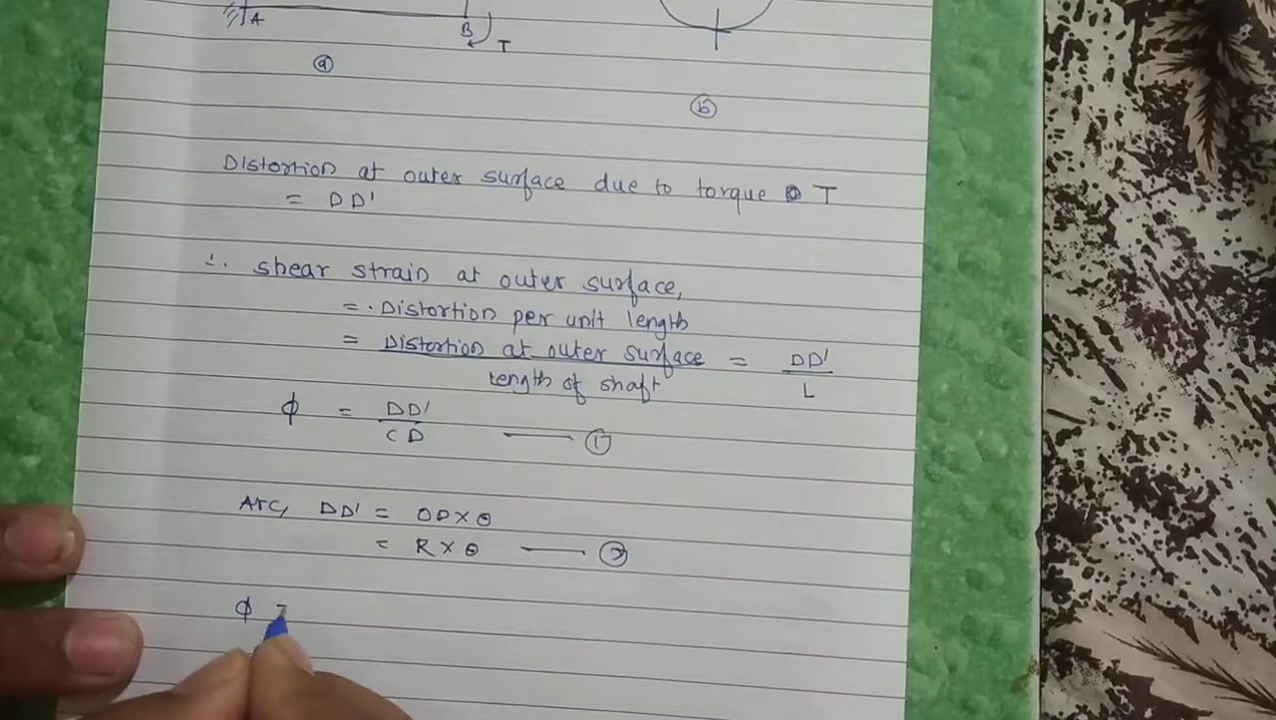 A B T
(a) (b)
Distortion at outer surface due to torque T
= DD'
∴ shear strain at outer surface,
= . Distortion per unit length
= Distortion at outer surface / Length of shaft = DD' / L
ϕ = DD' / CD —— (1)
Arc, DD' = OD × θ
= R × θ —— (2)
ϕ =